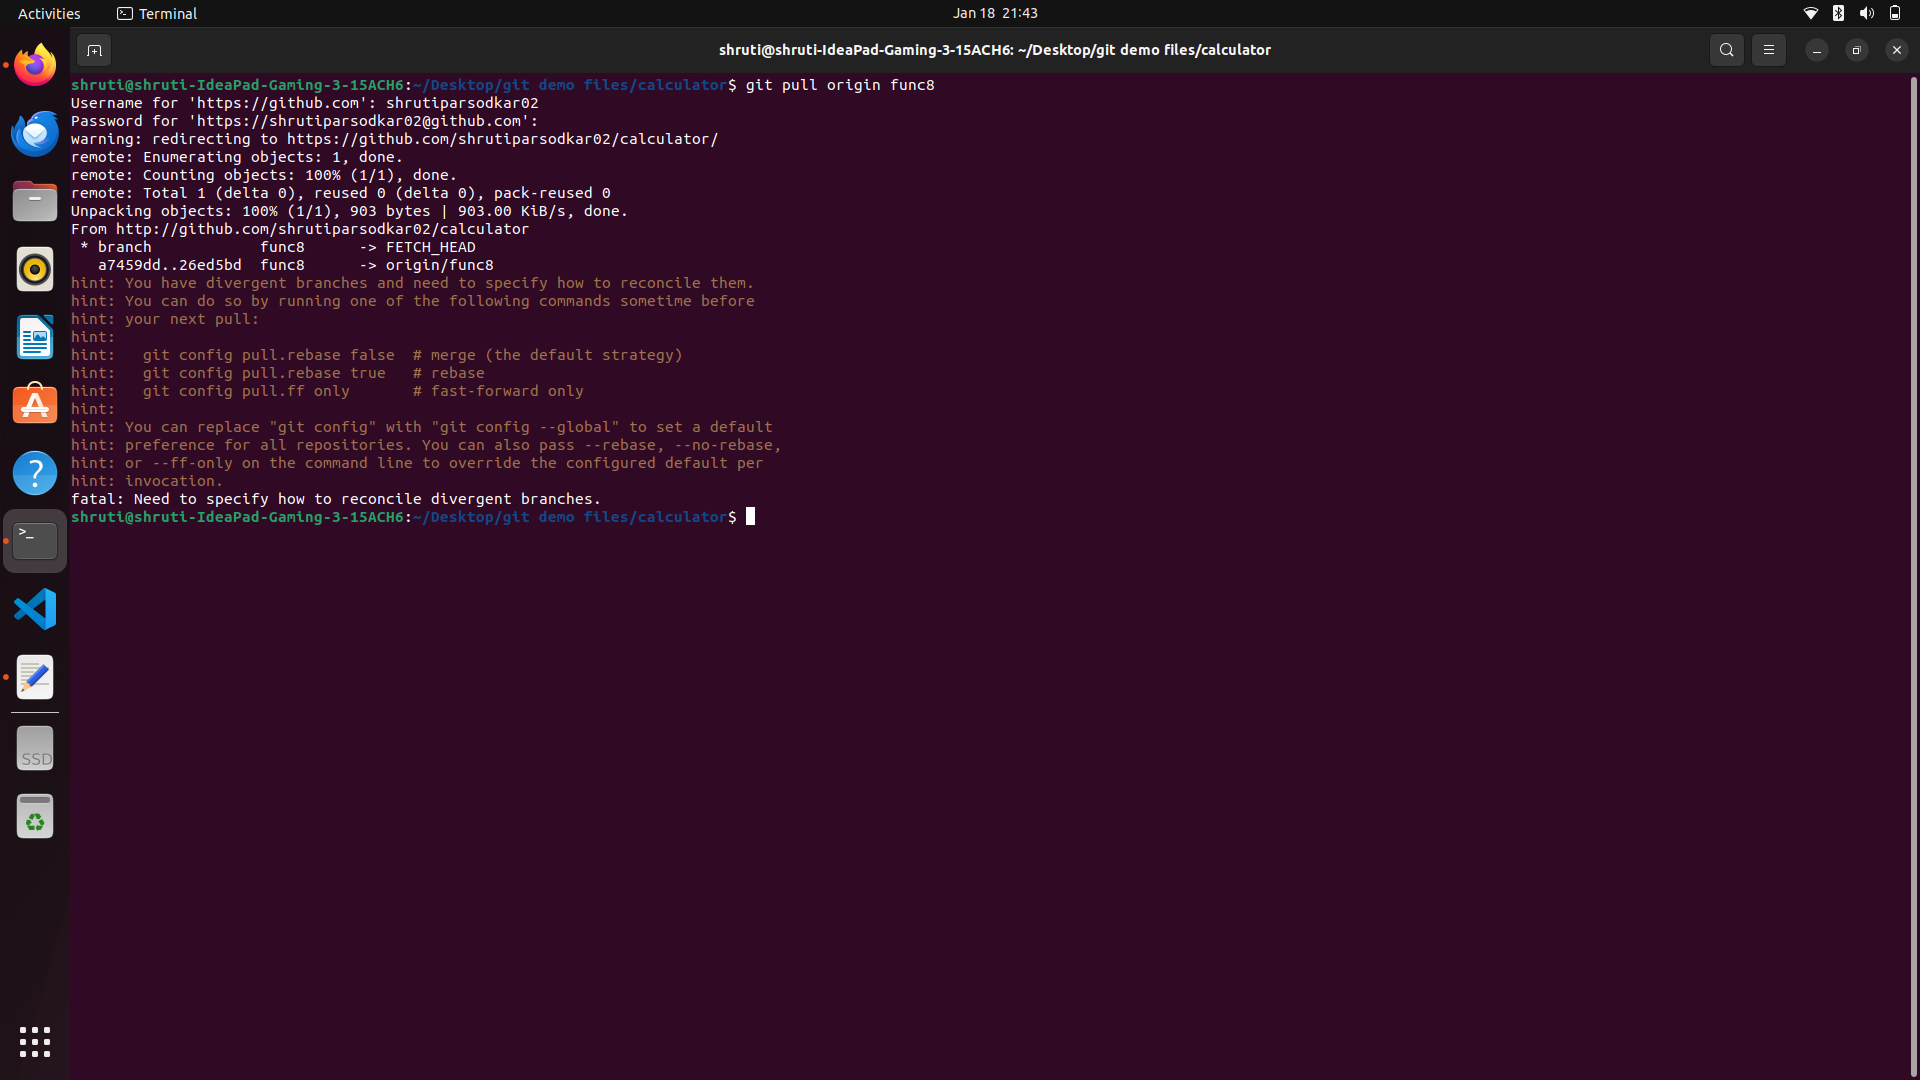 Activities
Terminal
Jan 18 21:43
shruti@shruti-IdeaPad-Gaming-3-15ACH6: ~/Desktop/git demo files/calculator
shruti@shruti-IdeaPad-Gaming-3-15ACH6:~/Desktop/git demo files/calculator$ git pull origin func8
Username for 'https://github.com': shrutiparsodkar02
Password for 'https://shrutiparsodkar02@github.com':
warning: redirecting to https://github.com/shrutiparsodkar02/calculator/
remote: Enumerating objects: 1, done.
remote: Counting objects: 100% (1/1), done.
remote: Total 1 (delta 0), reused 0 (delta 0), pack-reused 0
Unpacking objects: 100% (1/1), 903 bytes | 903.00 KiB/s, done.
From http://github.com/shrutiparsodkar02/calculator
 * branch            func8      -> FETCH_HEAD
   a7459dd..26ed5bd  func8      -> origin/func8
hint: You have divergent branches and need to specify how to reconcile them.
hint: You can do so by running one of the following commands sometime before
hint: your next pull:
hint:
hint:   git config pull.rebase false  # merge (the default strategy)
hint:   git config pull.rebase true   # rebase
hint:   git config pull.ff only       # fast-forward only
hint:
hint: You can replace "git config" with "git config --global" to set a default
hint: preference for all repositories. You can also pass --rebase, --no-rebase,
hint: or --ff-only on the command line to override the configured default per
hint: invocation.
fatal: Need to specify how to reconcile divergent branches.
shruti@shruti-IdeaPad-Gaming-3-15ACH6:~/Desktop/git demo files/calculator$
SSD